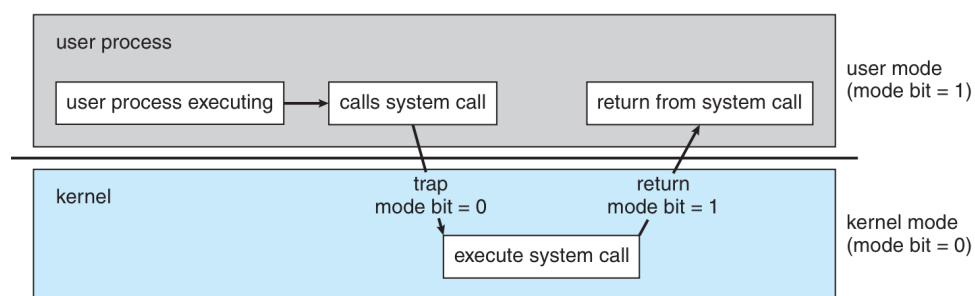 user process
user process executing
calls system call
return from system call
user mode
(mode bit = 1)
kernel
trap
mode bit = 0
return
mode bit = 1
execute system call
kernel mode
(mode bit = 0)